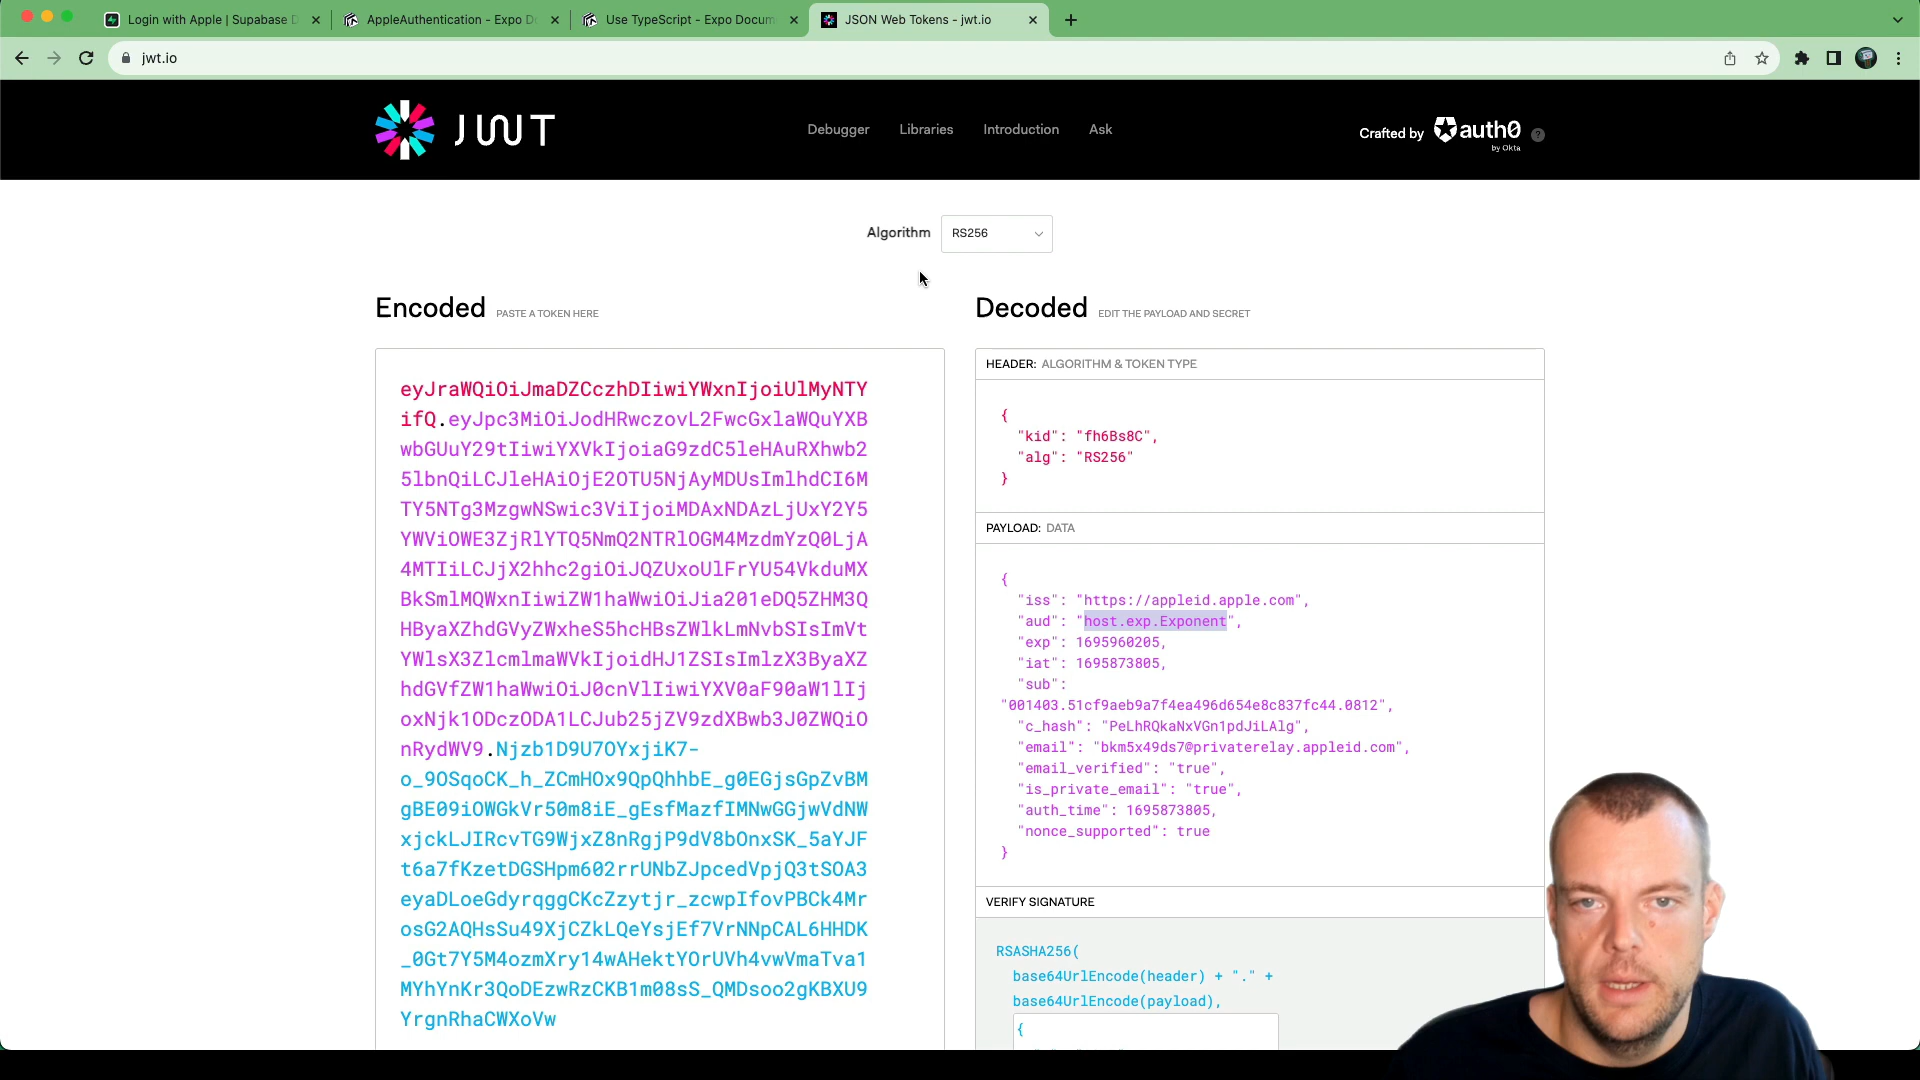 Login with Apple | Supabase D
AppleAuthentication - Expo Do
Use TypeScript - Expo Docum
JSON Web Tokens - jwt.io
jwt.io
JWT
Debugger
Libraries
Introduction
Ask
Crafted by auth0
by Okta
?
Algorithm
RS256
Encoded PASTE A TOKEN HERE
Decoded EDIT THE PAYLOAD AND SECRET
eyJraWQiOiJmaDZCczhDIiwiYWxnIjoiUlMyNTY
ifQ.eyJpc3MiOiJodHRwczovL2FwcGxlaWQuYXB
wbGUuY29tIiwiYXVkIjoiaG9zdC5leHAuRXhwb2
5lbnQiLCJleHAiOjE2OTU5NjAyMDUsImlhdCI6M
TY5NTg3MzgwNSwic3ViIjoiMDAxNDAzLjUxY2Y5
YWViOWE3ZjRlYTQ5NmQ2NTRlOGM4MzdmYzQ0LjA
4MTIiLCJjX2hhc2giOiJQZUxoUlFrYU54VkduMX
BkSmlMQWxnIiwiZW1haWwiOiJia201eDQ5ZHM3Q
HByaXZhdGVyZWxheS5hcHBsZWlkLmNvbSIsImVt
YWlsX3ZlcmlmaWVkIjoidHJ1ZSIsImlzX3ByaXZ
hdGVfZW1haWwiOiJ0cnVlIiwiYXV0aF90aW1lIj
oxNjk1ODczODA1LCJub25jZV9zdXBwb3J0ZWQiO
nRydWV9.Njzb1D9U7OYxjiK7-
o_9OSqoCK_h_ZCmHOx9QpQhhbE_g0EGjsGpZvBM
gBE09iOWGkVr50m8iE_gEsfMazfIMNwGGjwVdNW
xjckLJIRcvTG9WjxZ8nRgjP9dV8bOnxSK_5aYJF
t6a7fKzetDGSHpm602rrUNbZJpcedVpjQ3tSOA3
eyaDLoeGdyrqggCKcZzytjr_zcwpIfovPBCk4Mr
osG2AQHsSu49XjCZkLQeYsjEf7VrNNpCAL6HHDK
_0Gt7Y5M4ozmXry14wAHektYOrUVh4vwVmaTva1
MYhYnKr3QoDEzwRzCKB1m08sS_QMDsoo2gKBXU9
YrgnRhaCWXoVw
HEADER: ALGORITHM & TOKEN TYPE
{
"kid": "fh6Bs8C",
"alg": "RS256"
}
PAYLOAD: DATA
{
"iss": "https://appleid.apple.com",
"aud": "host.exp.Exponent",
"exp": 1695960205,
"iat": 1695873805,
"sub":
"001403.51cf9aeb9a7f4ea496d654e8c837fc44.0812",
"c_hash": "PeLhRQkaNxVGn1pdJiLAlg",
"email": "bkm5x49ds7@privaterelay.appleid.com",
"email_verified": "true",
"is_private_email": "true",
"auth_time": 1695873805,
"nonce_supported": true
}
VERIFY SIGNATURE
RSASHA256(
base64UrlEncode(header) + "." +
base64UrlEncode(payload),
{